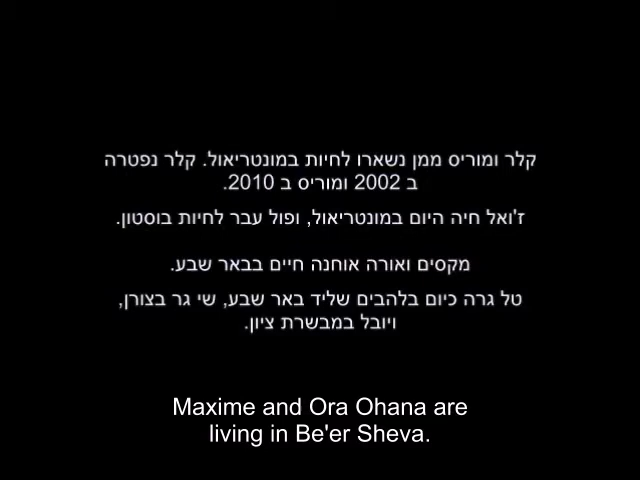 קלר ומוריס ממן נשארו לחיות במונטריאול. קלר נפטרה
ב 2002 ומוריס ב 2010.
ז'ואל חיה היום במונטריאול, ופול עבר לחיות בוסטון.
מקסים ואורה אוחנה חיים בבאר שבע.
טל גרה כיום בלהבים שליד באר שבע, שי גר בצורן,
ויובל במבשרת ציון.
Maxime and Ora Ohana are
living in Be'er Sheva.